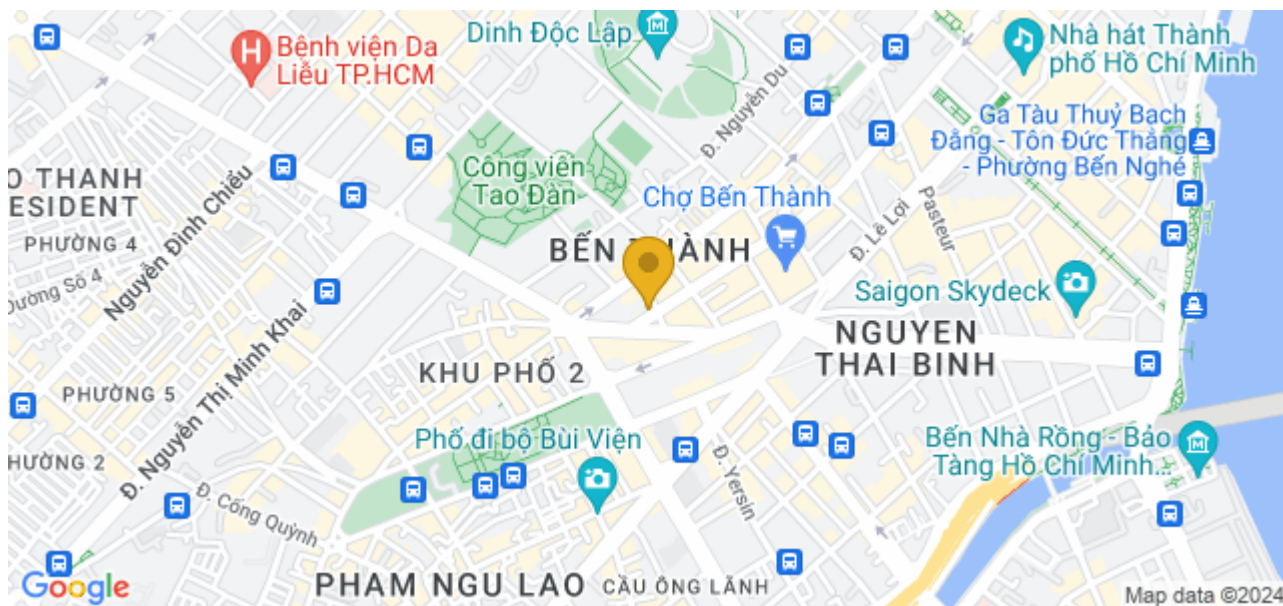 Dinh Độc Lập
Nhà hát Thành
phố Hồ Chí Minh
Bệnh viện Da
Liễu TP.HCM
Đ. Nguyễn Du
Ga Tàu Thuỷ Bạch
Đằng - Tôn Đức Thắng
- Phường Bến Nghé
Công viên
Tao Đàn
O THANH
ESIDENT
Nguyễn Đình Chiểu
Chợ Bến Thành
Pasteur
PHƯỜNG 4
BẾN THÀNH
Đ. Lê Lợi
Đường Số 4
Saigon Skydeck
Đ. Nguyễn Thị Minh Khai
NGUYEN
THAI BINH
KHU PHỐ 2
PHƯỜNG 5
Phố đi bộ Bùi Viện
Bến Nhà Rồng - Bảo
Tàng Hồ Chí Minh...
HƯỜNG 2
Đ. Yersin
Đ. Cống Quỳnh
Google
PHAM NGU LAO
CẦU ÔNG LÃNH
Map data ©2024